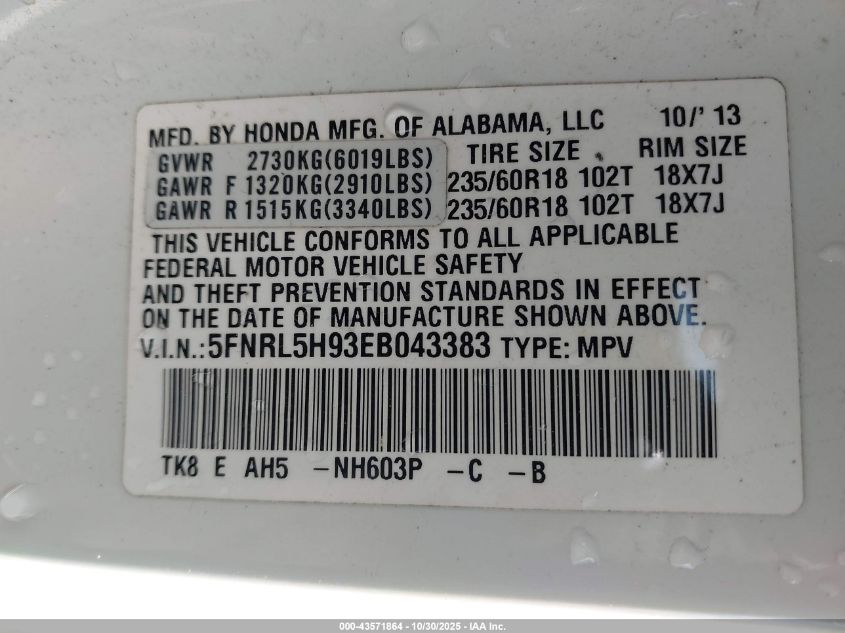 MFD. BY HONDA MFG. OF ALABAMA, LLC 10/' 13
GVWR 2730KG(6019LBS) TIRE SIZE RIM SIZE
GAWR F 1320KG(2910LBS) 235/60R18 102T 18X7J
GAWR R 1515KG(3340LBS) 235/60R18 102T 18X7J
THIS VEHICLE CONFORMS TO ALL APPLICABLE
FEDERAL MOTOR VEHICLE SAFETY
AND THEFT PREVENTION STANDARDS IN EFFECT
ON THE DATE OF MANUFACTURE SHOWN ABOVE.
V.I.N.:5FNRL5H93EB043383 TYPE: MPV
TK8 E AH5 -NH603P -C -B
000-43571864 - 10/30/2025 - IAA Inc.